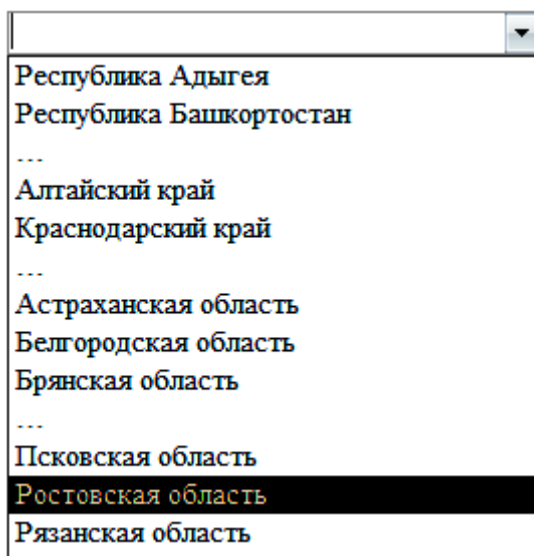 Республика Адыгея
Республика Башкортостан
...
Алтайский край
Краснодарский край
...
Астраханская область
Белгородская область
Брянская область
...
Псковская область
Ростовская область
Рязанская область